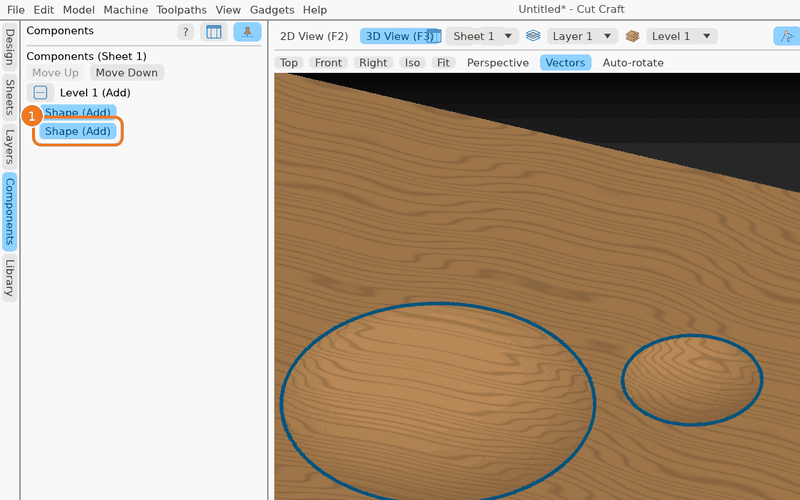 File Edit Model Machine Toolpaths View Gadgets Help Untitled* - Cut Craft
Components ?
2D View (F2) 3D View (F3) Sheet 1 Layer 1 Level 1
Top Front Right Iso Fit Perspective Vectors Auto-rotate
Components (Sheet 1)
Move Up Move Down
Level 1 (Add)
Shape (Add)
1 Shape (Add)
Design
Sheets
Layers
Components
Library